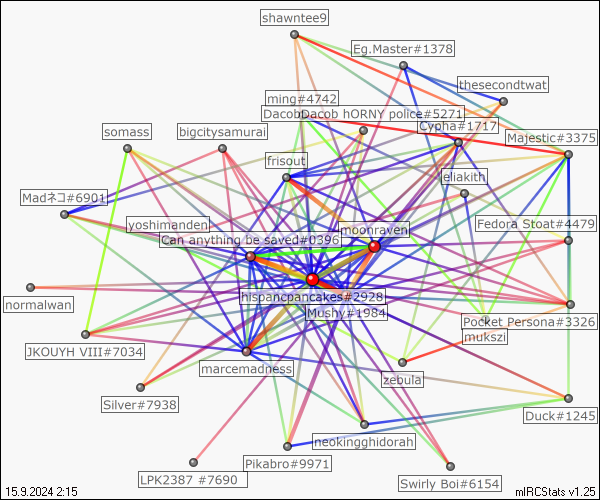 shawntee9
Eg.Master#1378
thesecondtwat
ming#4742
DacobDacob hORNY police#5271
Cypha#1717
somass
bigcitysamurai
Majestic#3375
frisout
jeliakith
Madネコ#6901
yoshimanden
moonraven
Fedora Stoat#4479
Can anything be saved#0396
hispancpancakes#2928
normalwan
Mushy#1984
Pocket Persona#3326
mukszi
JKOUYH VIII#7034
marcemadness
zebula
Silver#7938
Duck#1245
neokingghidorah
Pikabro#9971
LPK2387 #7690
Swirly Boi#6154
15.9.2024 2:15
mIRCStats v1.25